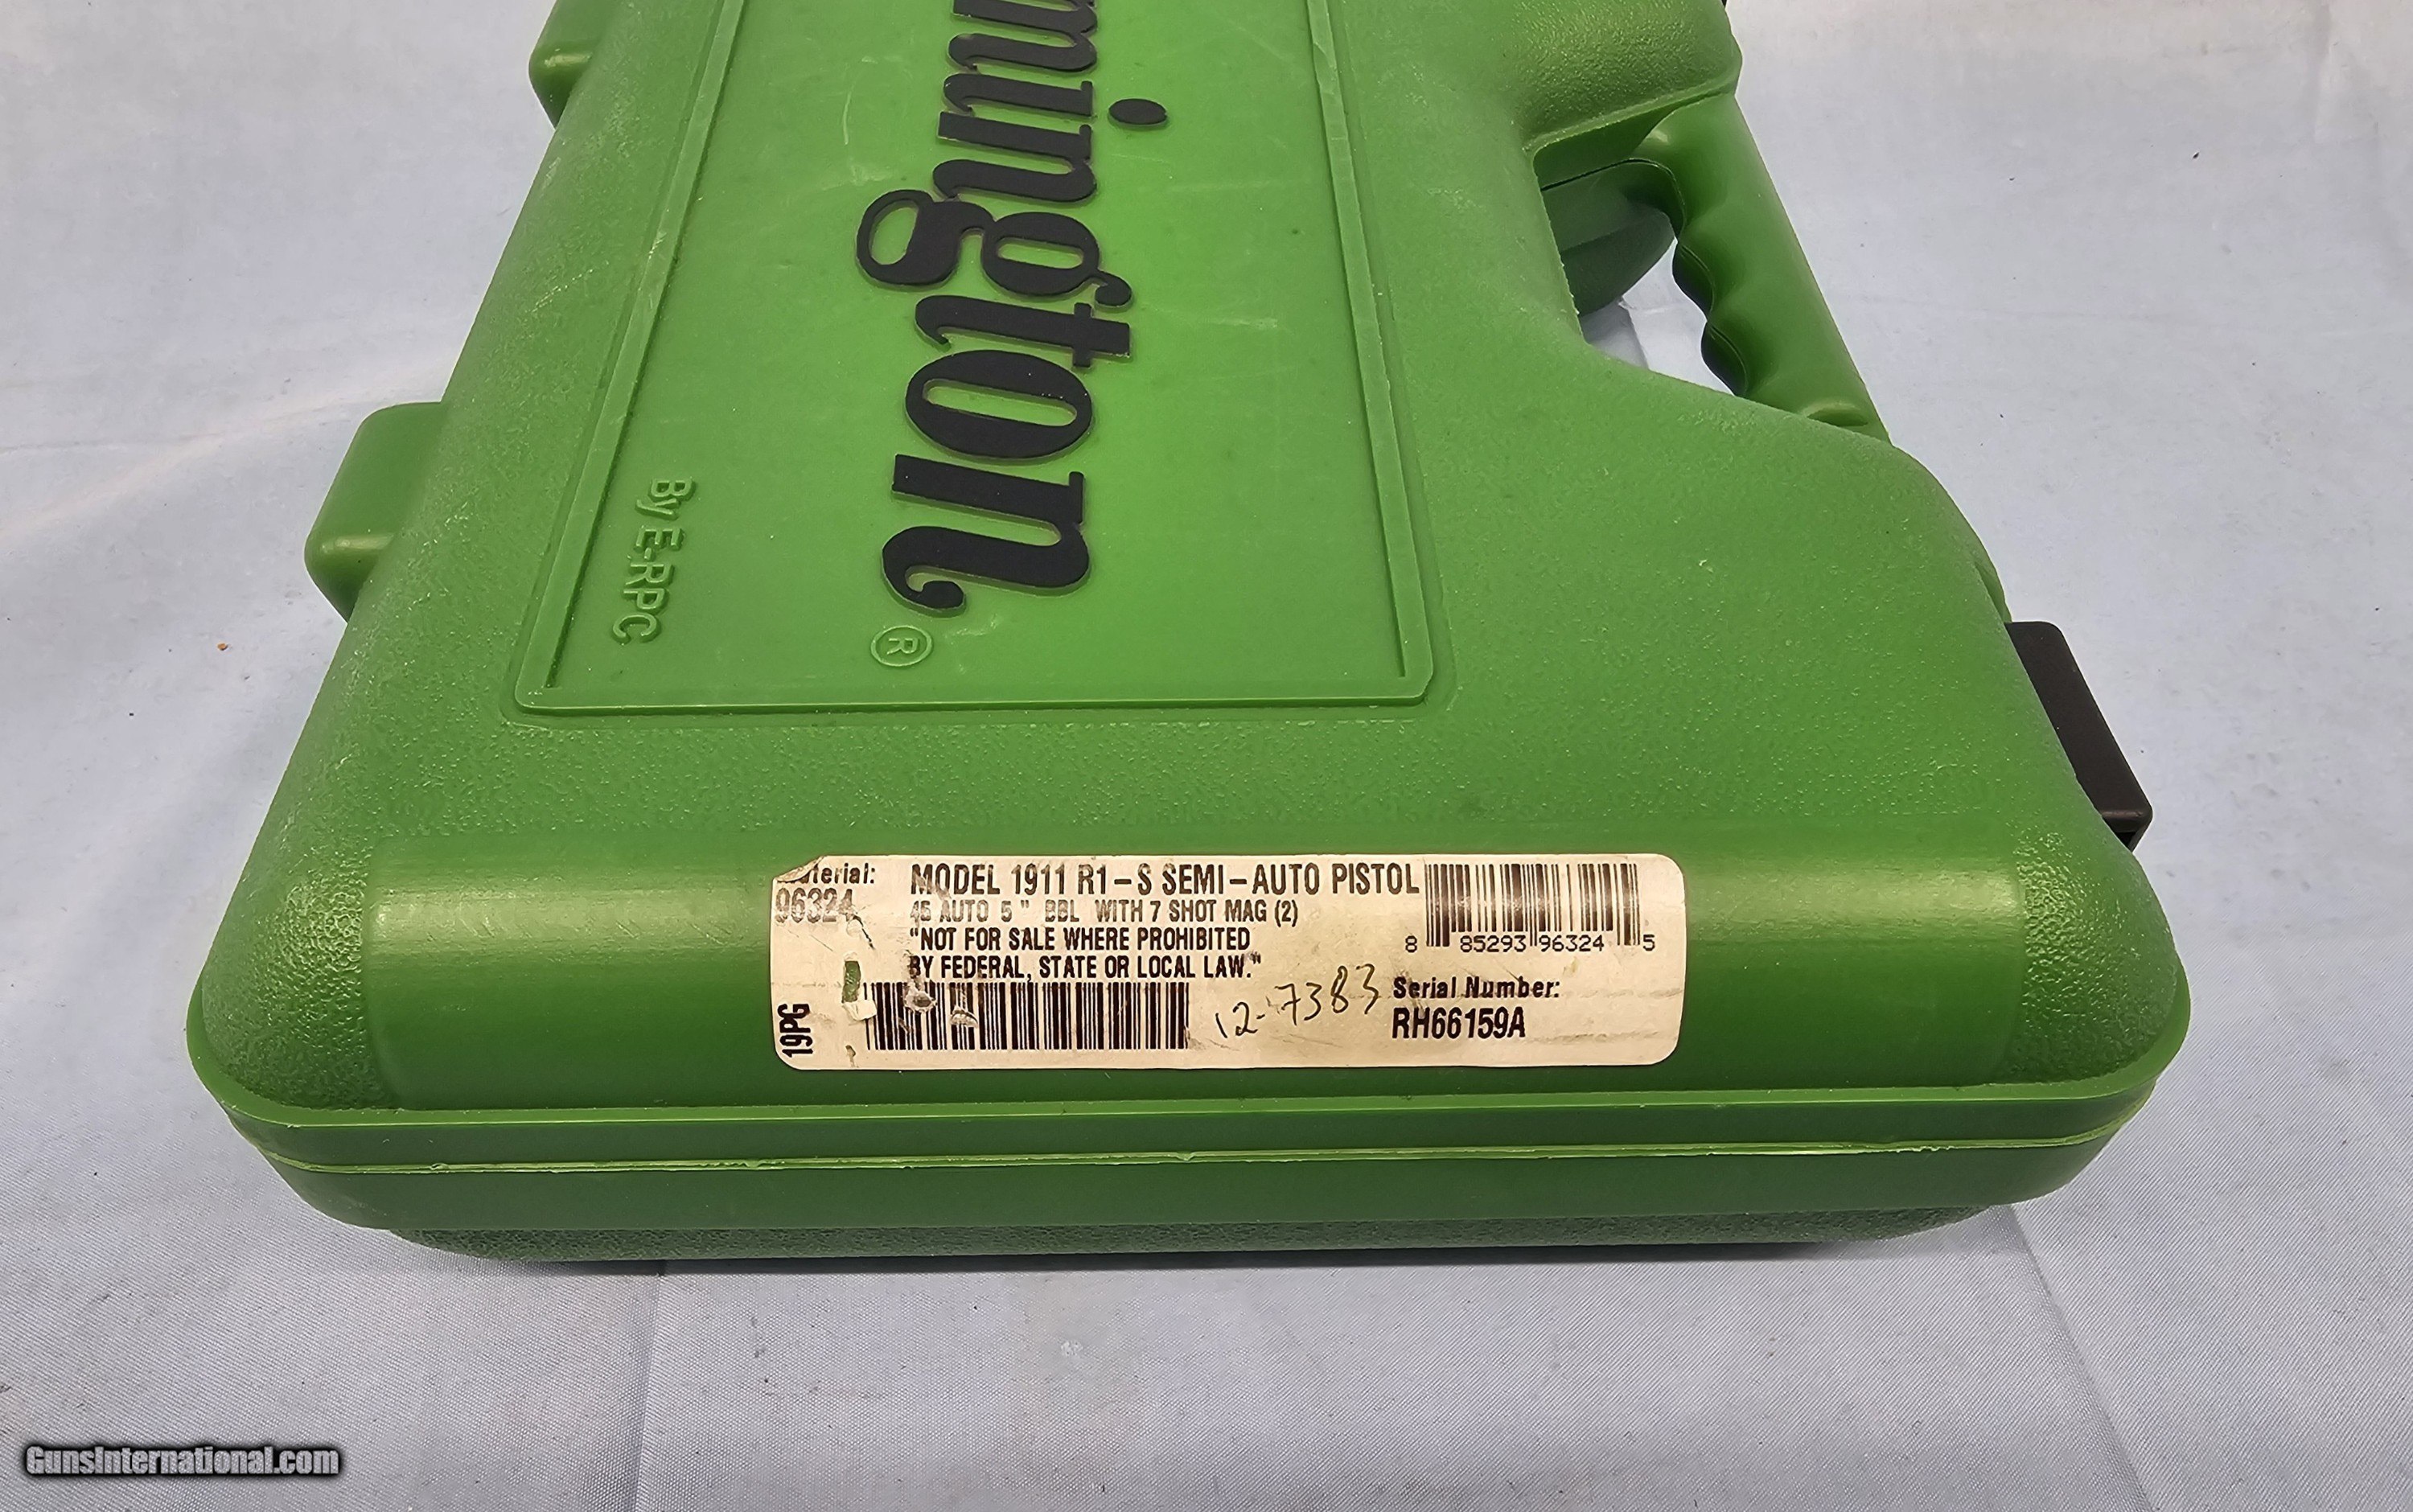 mington
®
By E-RPC
terial:
96324
MODEL 1911 R1-S SEMI-AUTO PISTOL
45 AUTO 5" BBL WITH 7 SHOT MAG (2)
"NOT FOR SALE WHERE PROHIBITED
BY FEDERAL, STATE OR LOCAL LAW."
8 85293 96324 5
19PG
12-7383
Serial Number:
RH66159A
GunsInternational.com